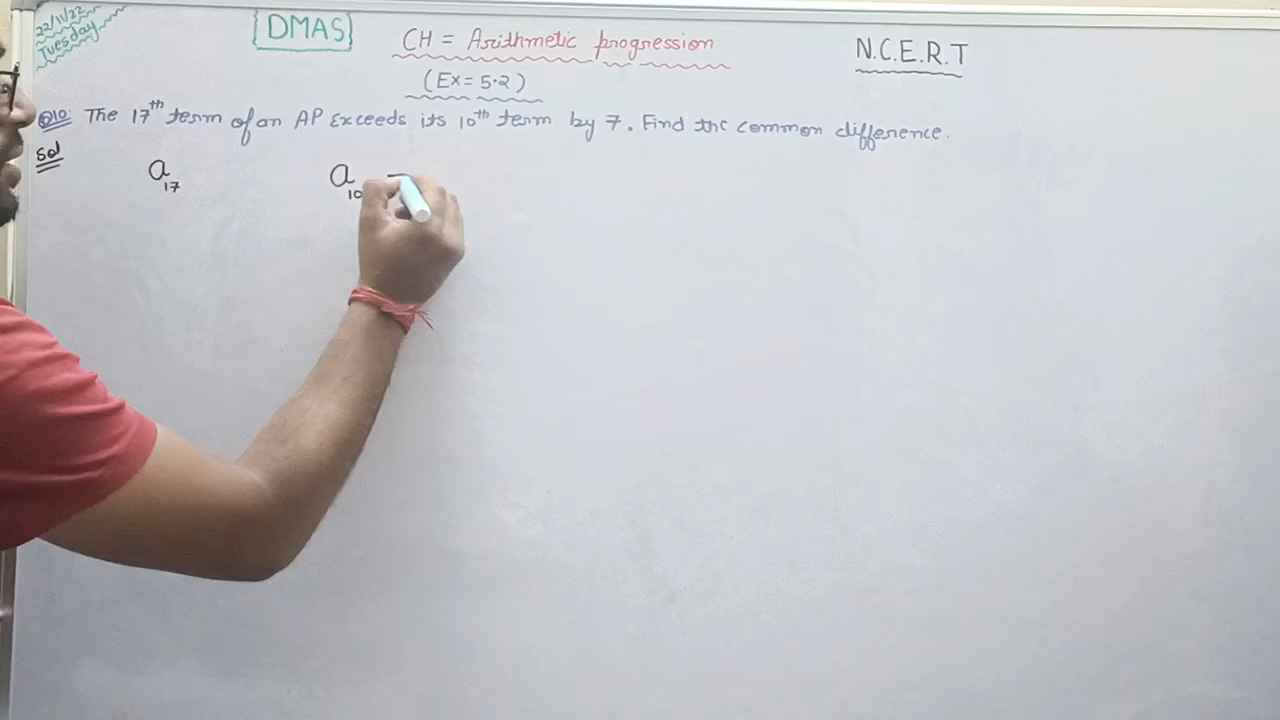 22/11/22
Tuesday
DMAS
CH = Arithmetic progression
N.C.E.R.T
(Ex = 5.2)
Q10: The 17th term of an AP Exceeds its 10th term by 7. Find the common difference.
Sol
a17 a10